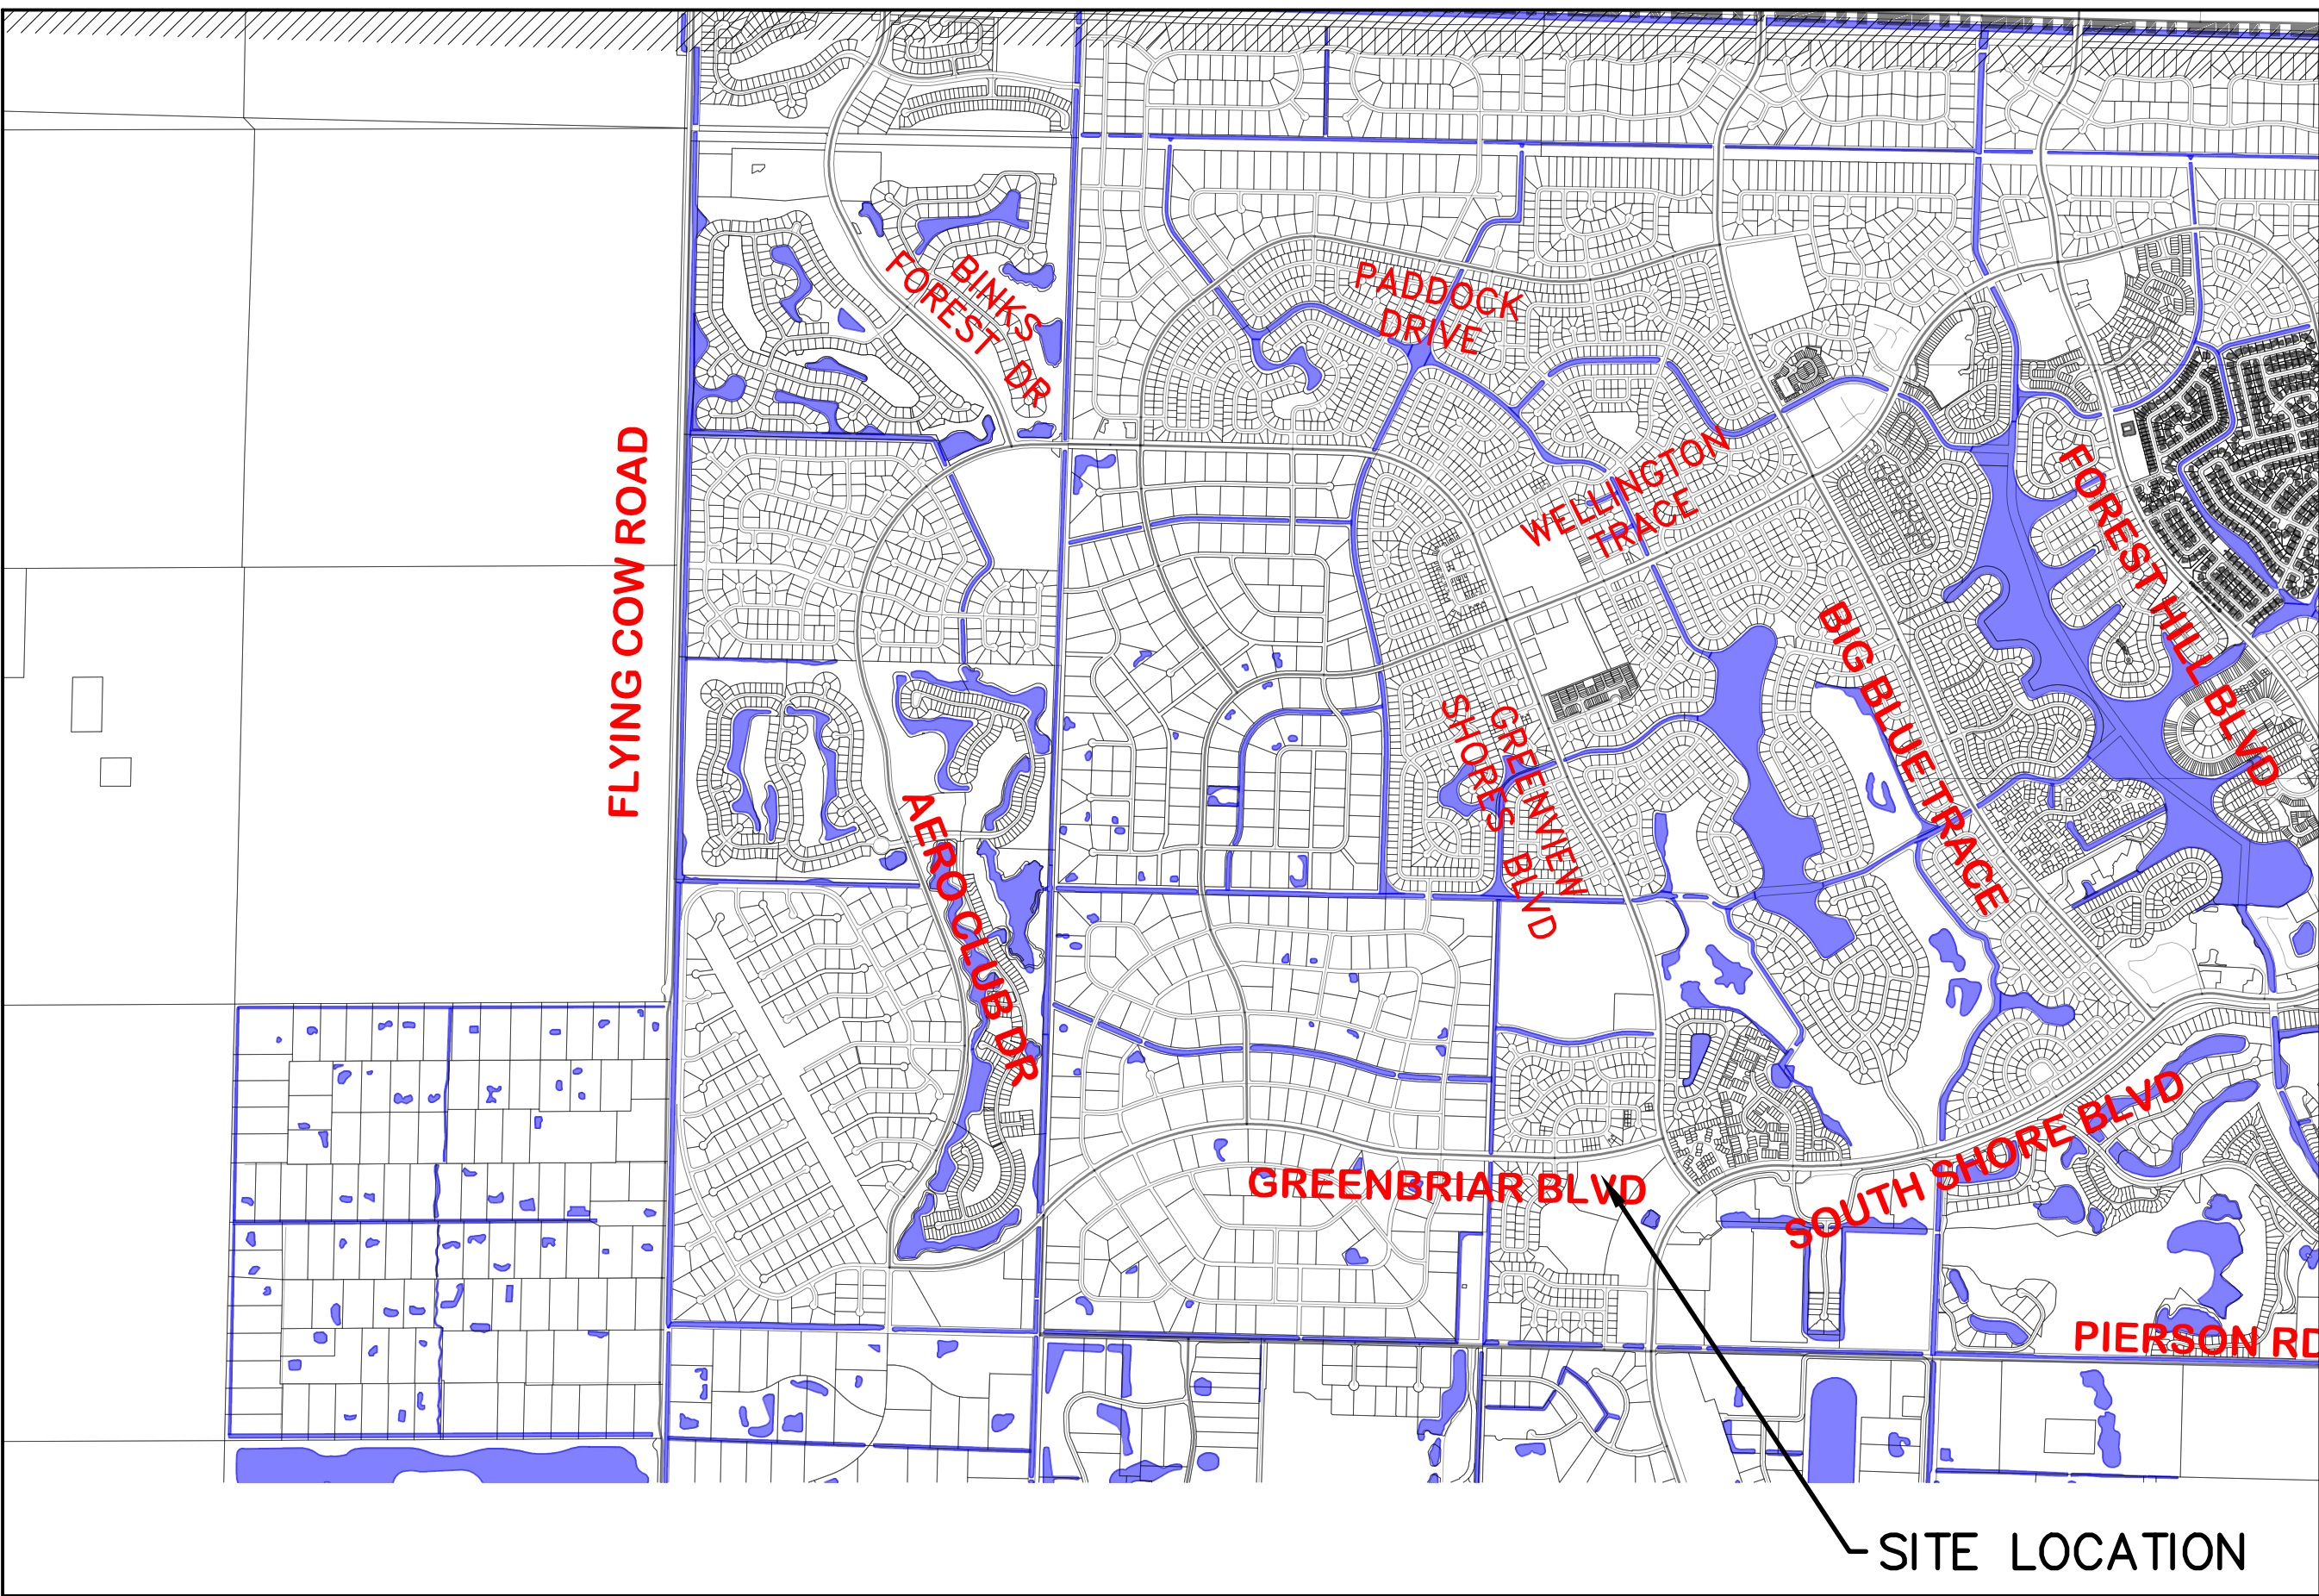 BINKS
FOREST DR
PADDOCK
DRIVE
FLYING COW ROAD
WELLINGTON
TRACE
FOREST HILL BLVD
BIG BLUE TRACE
GREENVIEW
SHORES BLVD
AERO CLUB DR
SOUTH SHORE BLVD
GREENBRIAR BLVD
PIERSON RD
SITE LOCATION